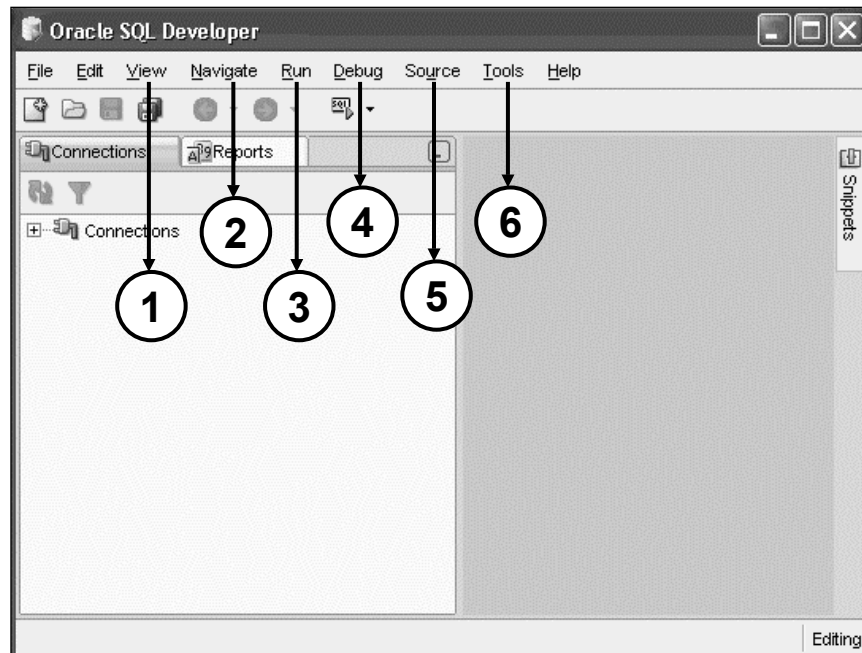 Oracle SQL Developer
File Edit View Navigate Run Debug Source Tools Help
SQL
Connections Reports
Connections
Snippets
2 4 6
1 3 5
Editing